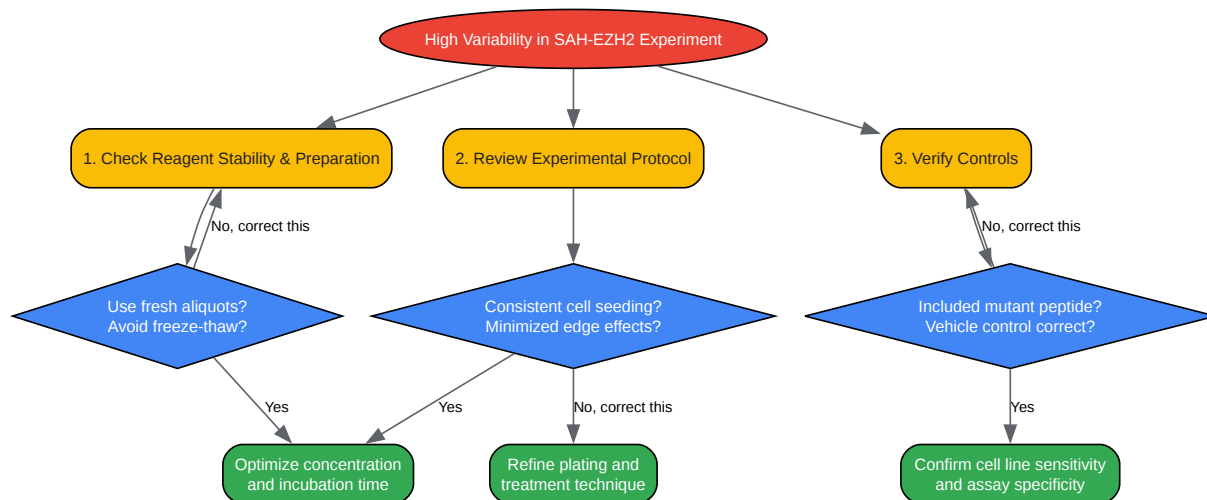 High Variability in SAH-EZH2 Experiment
1. Check Reagent Stability & Preparation
2. Review Experimental Protocol
3. Verify Controls
No, correct this
No, correct this
Use fresh aliquots?
Avoid freeze-thaw?
Consistent cell seeding?
Minimized edge effects?
Included mutant peptide?
Vehicle control correct?
Yes
Yes
No, correct this
Yes
Optimize concentration
and incubation time
Refine plating and
treatment technique
Confirm cell line sensitivity
and assay specificity